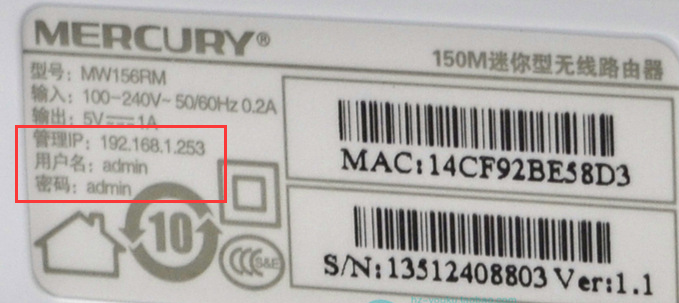 MERCURY®
150M迷你型无线路由器
型号: MW156RM
输入: 100-240V~50/60Hz 0.2A
输出: 5V⎓1A
管理IP: 192.168.1.253
用户名: admin
密码: admin
10
S&E
MAC:14CF92BE58D3
S/N:13512408803 Ver:1.1